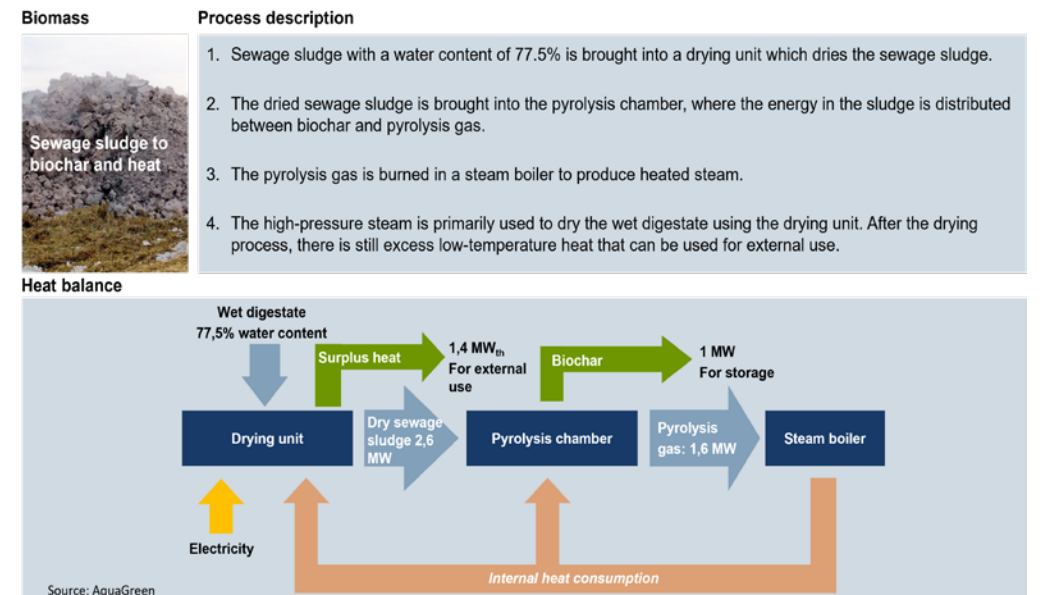 Biomass
Process description
Sewage sludge to
biochar and heat
1. Sewage sludge with a water content of 77.5% is brought into a drying unit which dries the sewage sludge.
2. The dried sewage sludge is brought into the pyrolysis chamber, where the energy in the sludge is distributed
between biochar and pyrolysis gas.
3. The pyrolysis gas is burned in a steam boiler to produce heated steam.
4. The high-pressure steam is primarily used to dry the wet digestate using the drying unit. After the drying
process, there is still excess low-temperature heat that can be used for external use.
Heat balance
Wet digestate
77,5% water content
Surplus heat
1,4 MWth
For external
use
Biochar
1 MW
For storage
Drying unit
Dry sewage
sludge 2,6
MW
Pyrolysis chamber
Pyrolysis
gas: 1,6 MW
Steam boiler
Electricity
Internal heat consumption
Source: AquaGreen